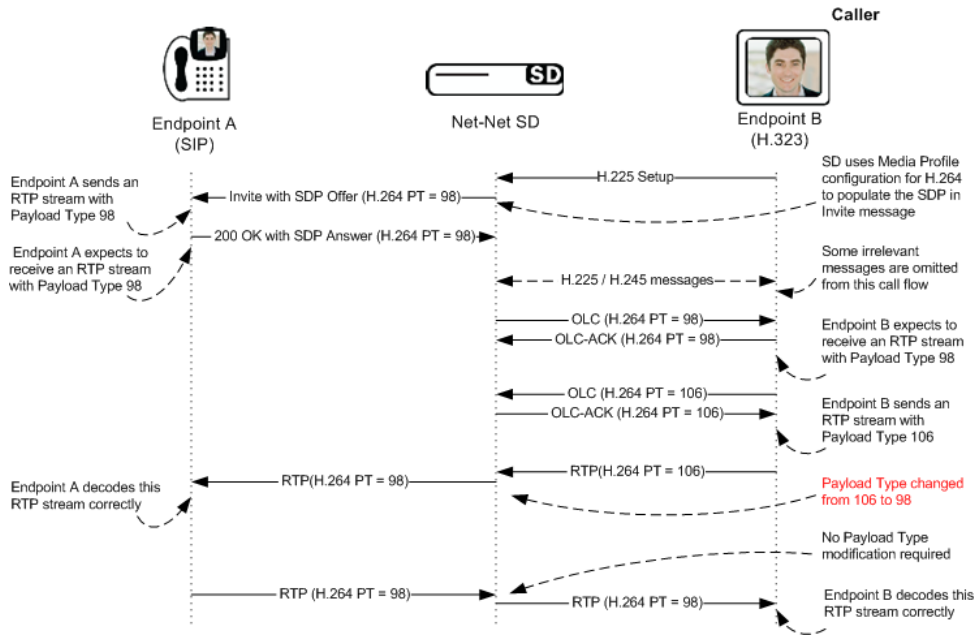 Caller
SD
Endpoint A
(SIP)
Net-Net SD
Endpoint B
(H.323)
Endpoint A sends an
RTP stream with
Payload Type 98
H.225 Setup
SD uses Media Profile
configuration for H.264
to populate the SDP in
Invite message
Invite with SDP Offer (H.264 PT = 98)
200 OK with SDP Answer (H.264 PT = 98)
Endpoint A expects to
receive an RTP stream
with Payload Type 98
H.225 / H.245 messages
Some irrelevant
messages are omitted
from this call flow
OLC (H.264 PT = 98)
OLC-ACK (H.264 PT = 98)
Endpoint B expects to
receive an RTP stream
with Payload Type 98
OLC (H.264 PT = 106)
OLC-ACK (H.264 PT = 106)
Endpoint B sends an
RTP stream with
Payload Type 106
RTP(H.264 PT = 106)
RTP(H.264 PT = 98)
Endpoint A decodes this
RTP stream correctly
Payload Type changed
from 106 to 98
No Payload Type
modification required
RTP (H.264 PT = 98)
RTP (H.264 PT = 98)
Endpoint B decodes this
RTP stream correctly